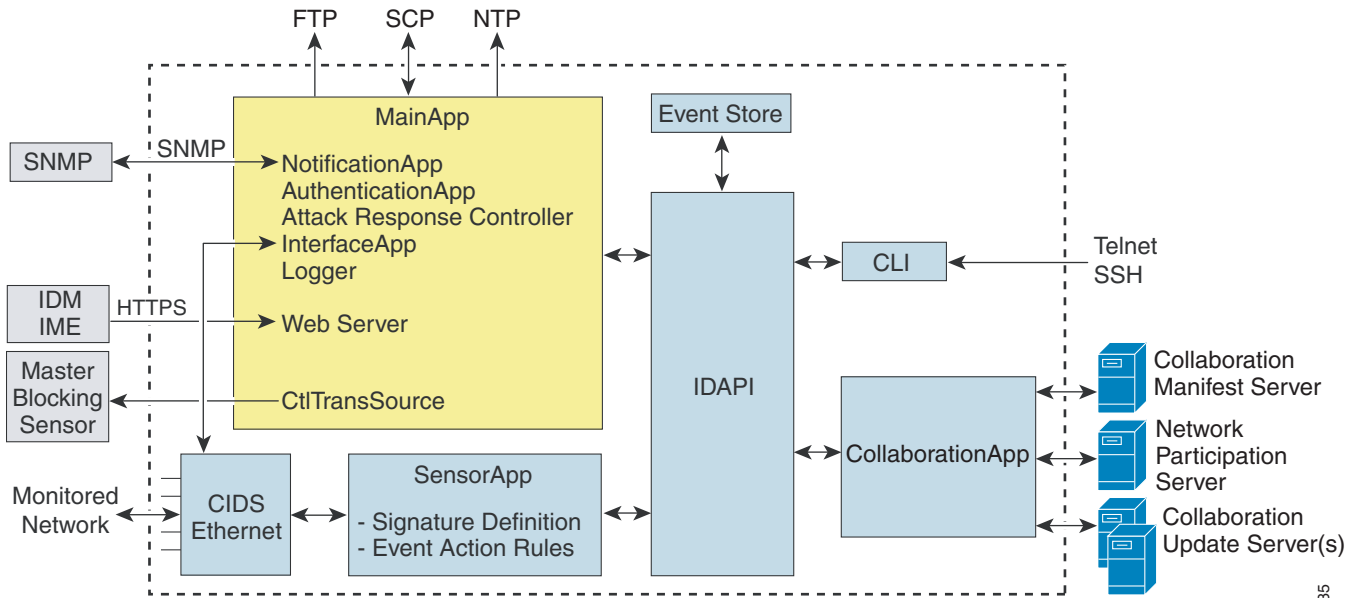 FTP SCP NTP
MainApp
Event Store
SNMP
SNMP
NotificationApp
AuthenticationApp
Attack Response Controller
InterfaceApp
Logger
CLI
Telnet
SSH
IDM
IME
HTTPS
Web Server
Master
Blocking
Sensor
CtlTransSource
IDAPI
CollaborationApp
Collaboration
Manifest Server
Network
Participation
Server
Collaboration
Update Server(s)
Monitored
Network
CIDS
Ethernet
SensorApp
- Signature Definition
- Event Action Rules